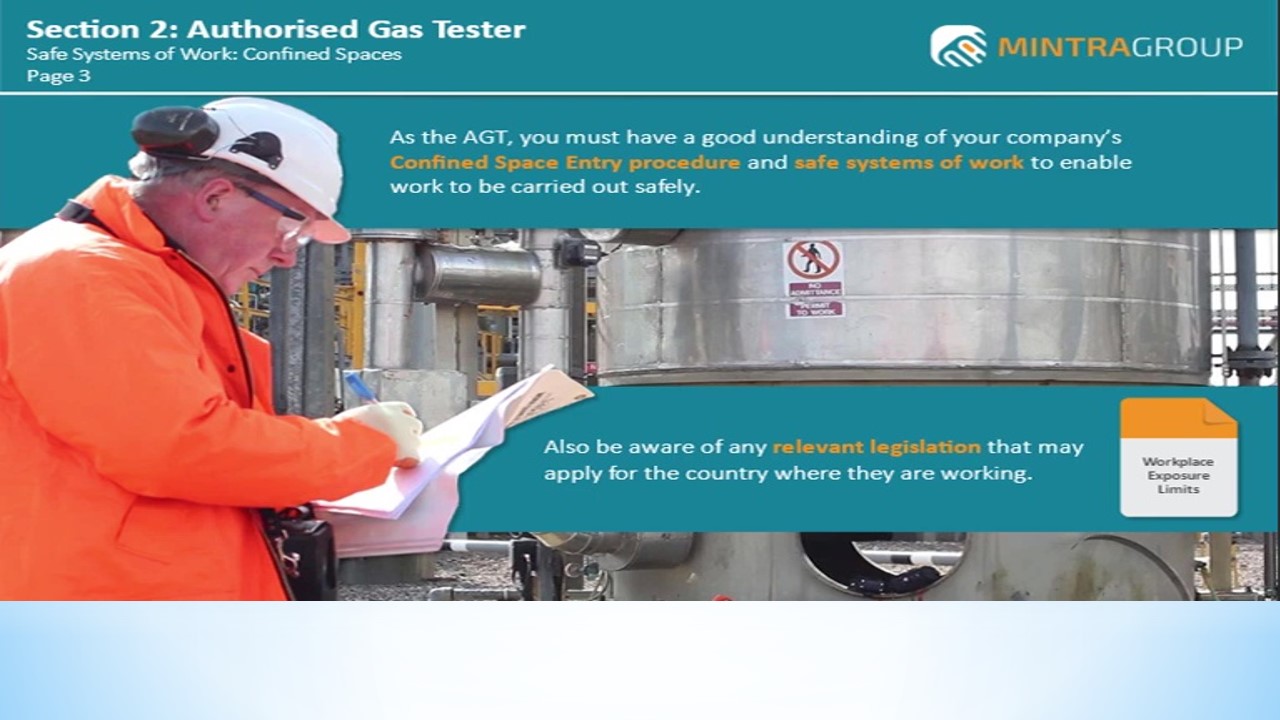 Section 2: Authorised Gas Tester
Safe Systems of Work: Confined Spaces
Page 3
MINTRAGROUP
As the AGT, you must have a good understanding of your company's
Confined Space Entry procedure and safe systems of work to enable
work to be carried out safely.
NO
ADMITTANCE
PERMIT
TO WORK
Also be aware of any relevant legislation that may
apply for the country where they are working.
Workplace
Exposure
Limits